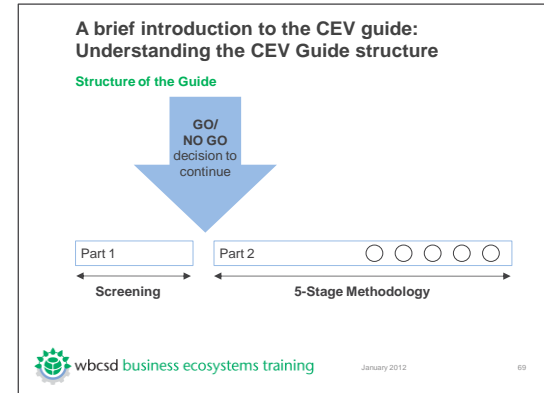 A brief introduction to the CEV guide:
Understanding the CEV Guide structure
Structure of the Guide
GO/
NO GO
decision to
continue
Part 1
Part 2
Screening
5-Stage Methodology
wbcsd business ecosystems training
January 2012
69